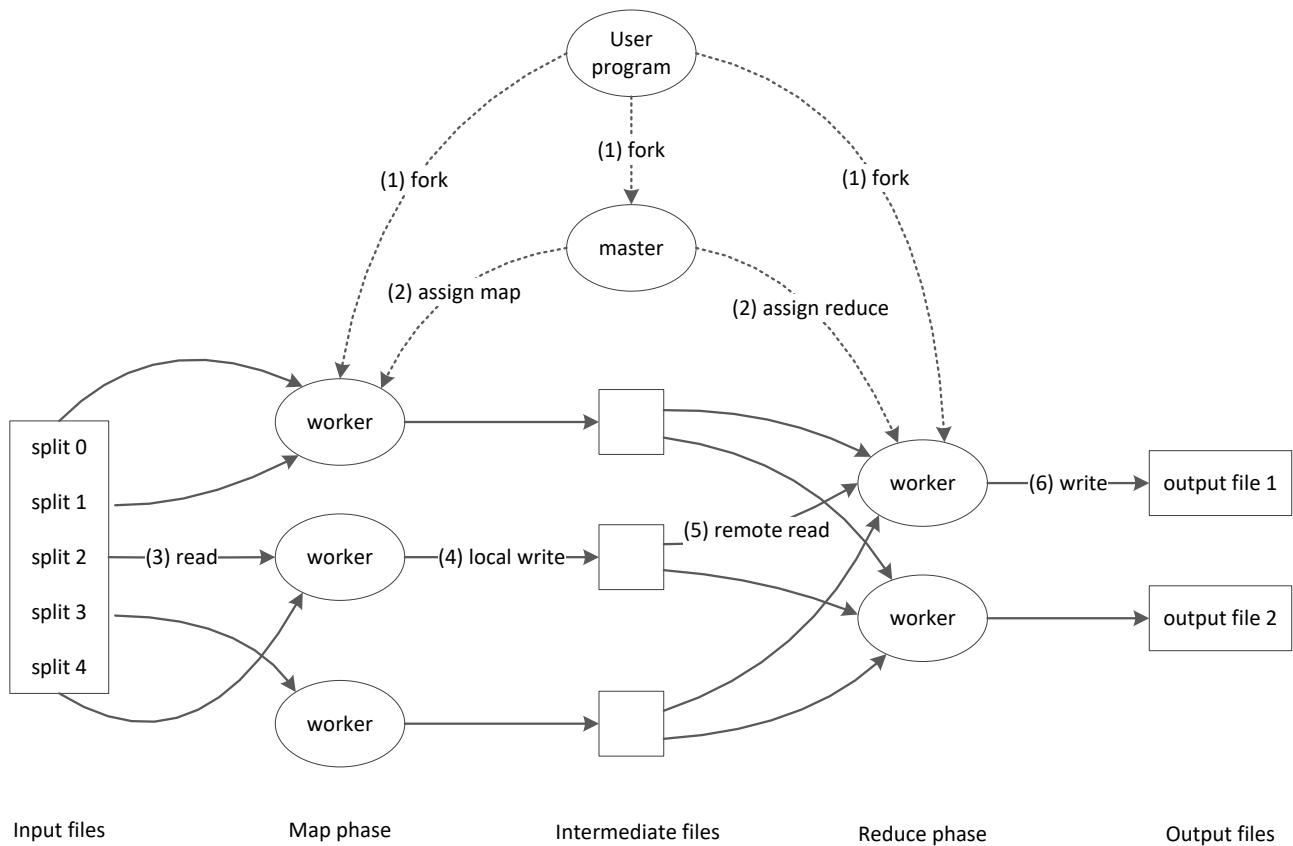 User
program
(1) fork
(1) fork
(1) fork
master
(2) assign map
(2) assign reduce
worker
split 0
split 1
split 2
split 3
split 4
(3) read
worker
(4) local write
worker
(5) remote read
worker
(6) write
output file 1
worker
output file 2
Input files
Map phase
Intermediate files
Reduce phase
Output files